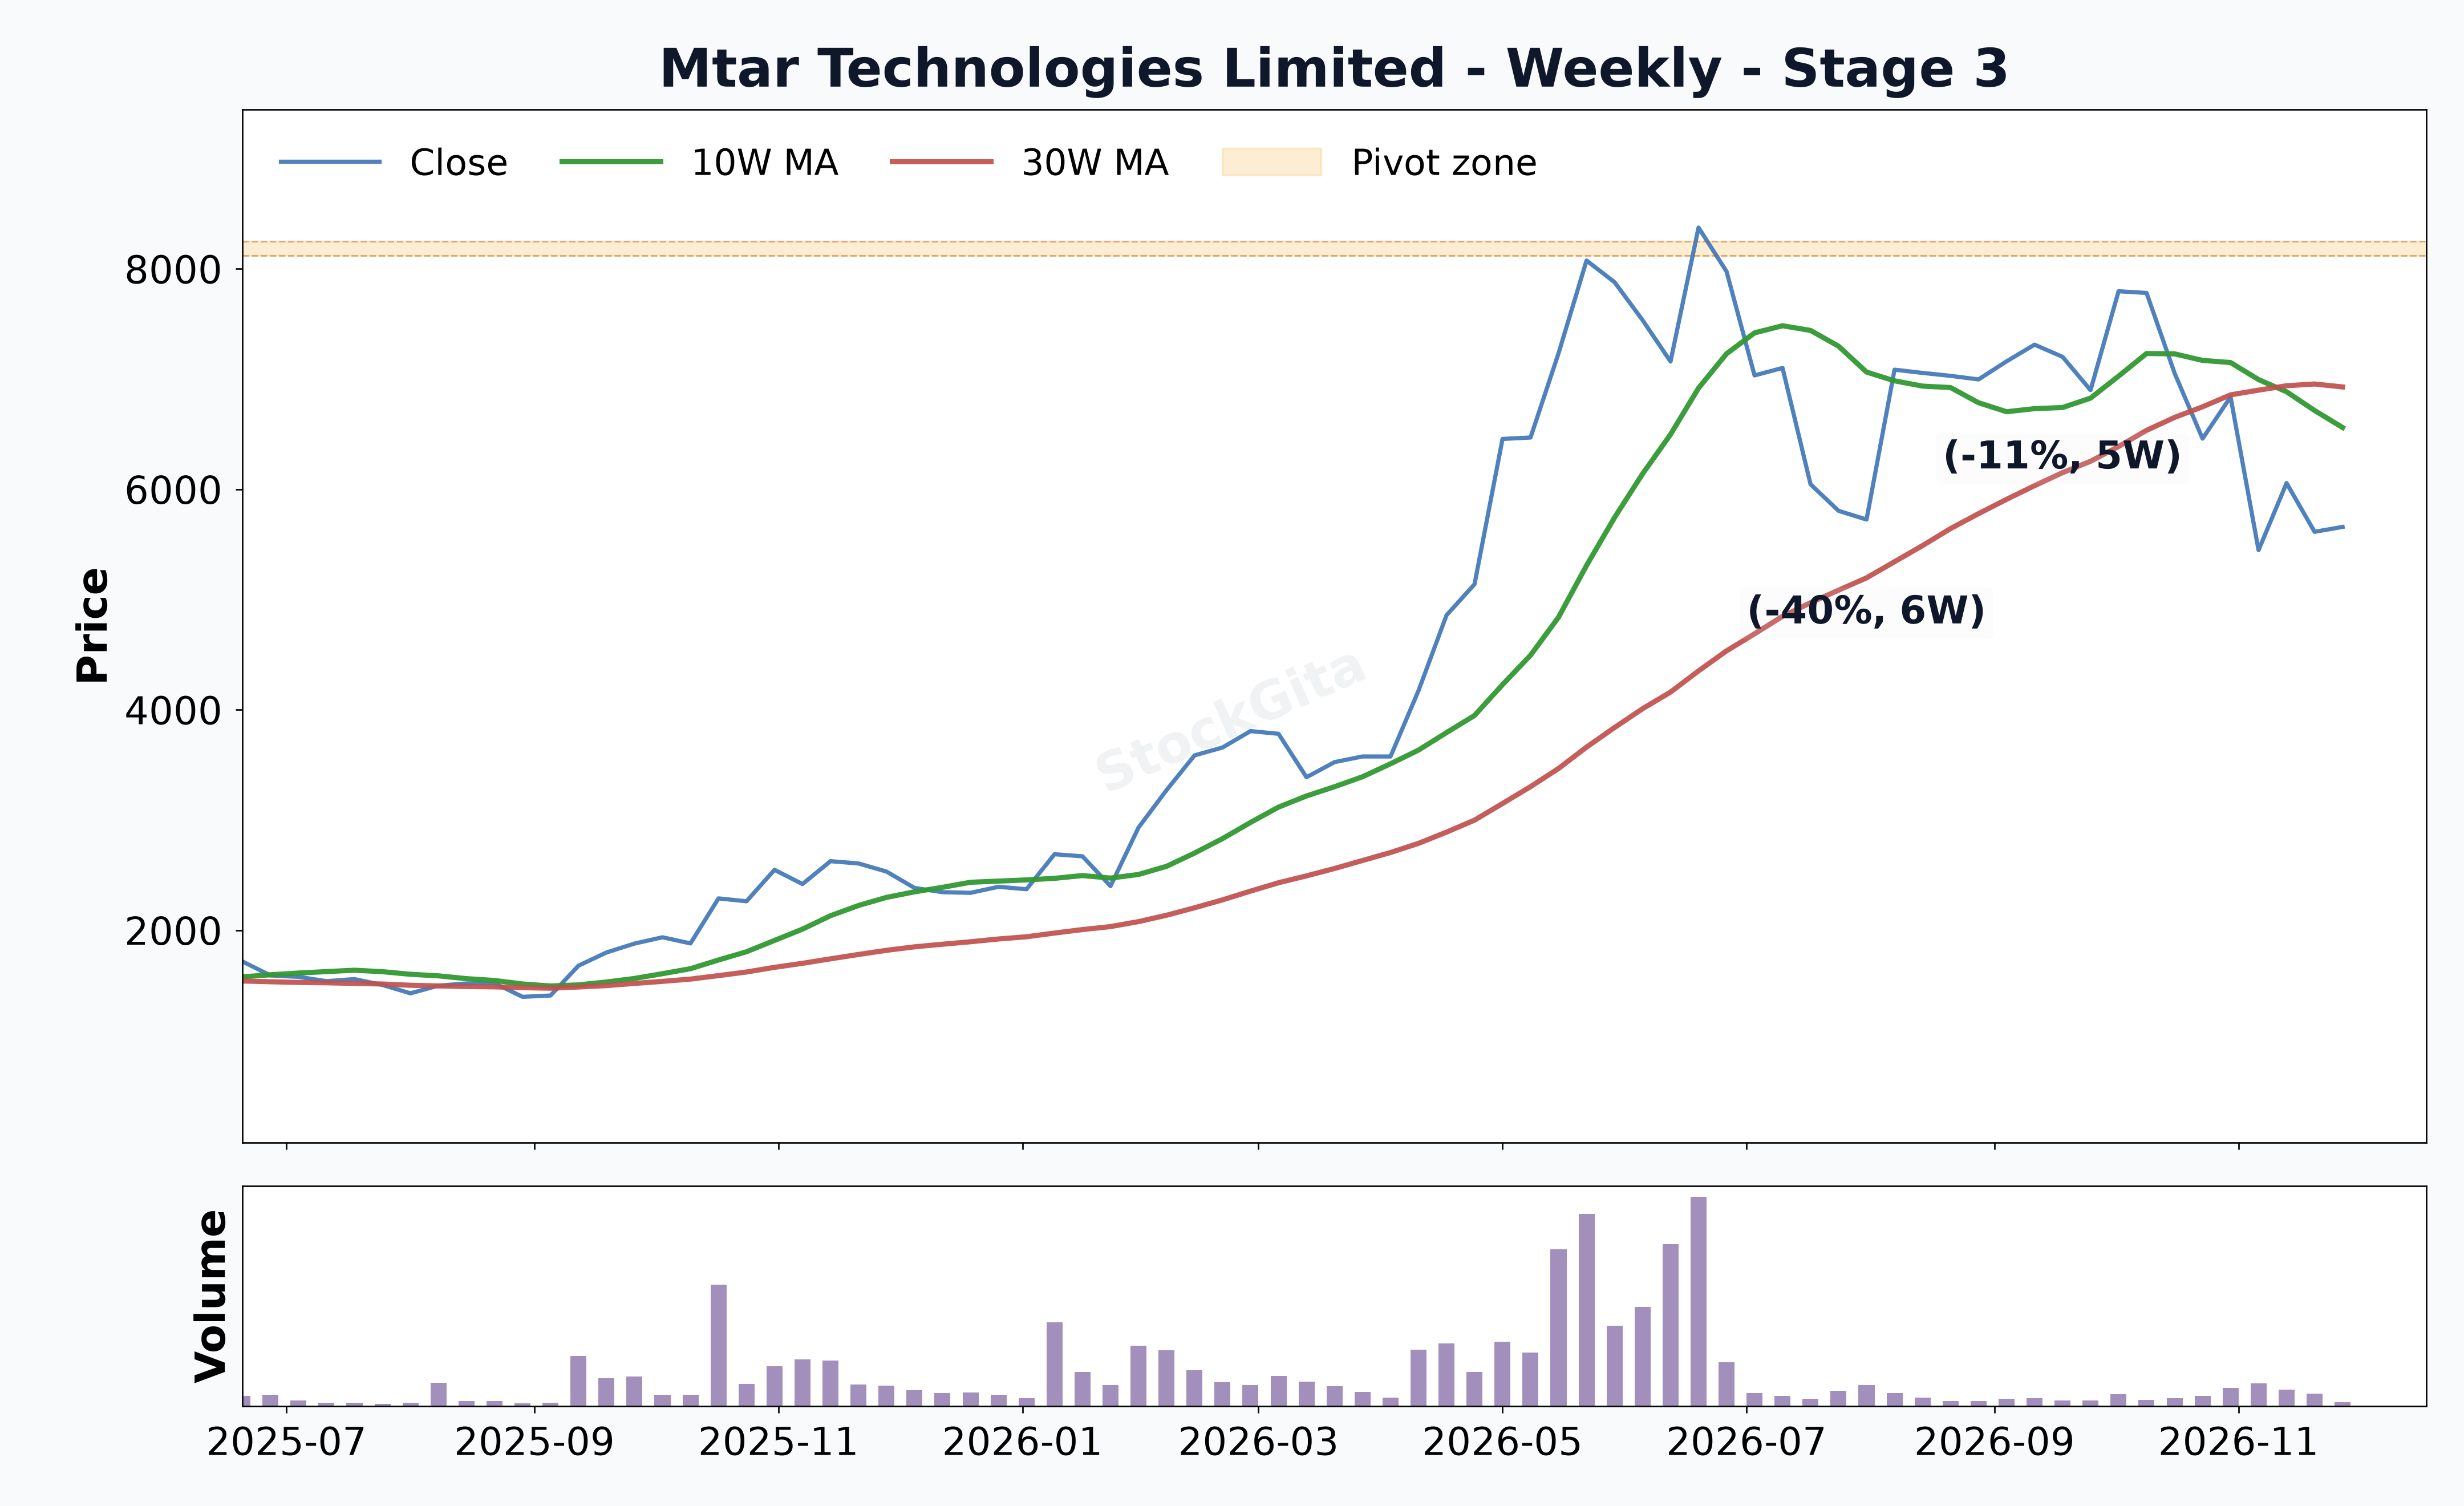 Mtar Technologies Limited - Weekly - Stage 3
Close 10W MA 30W MA Pivot zone
8000
6000
4000
2000
Price
(-11%, 5W)
(-40%, 6W)
StockGita
Volume
2025-07 2025-09 2025-11 2026-01 2026-03 2026-05 2026-07 2026-09 2026-11